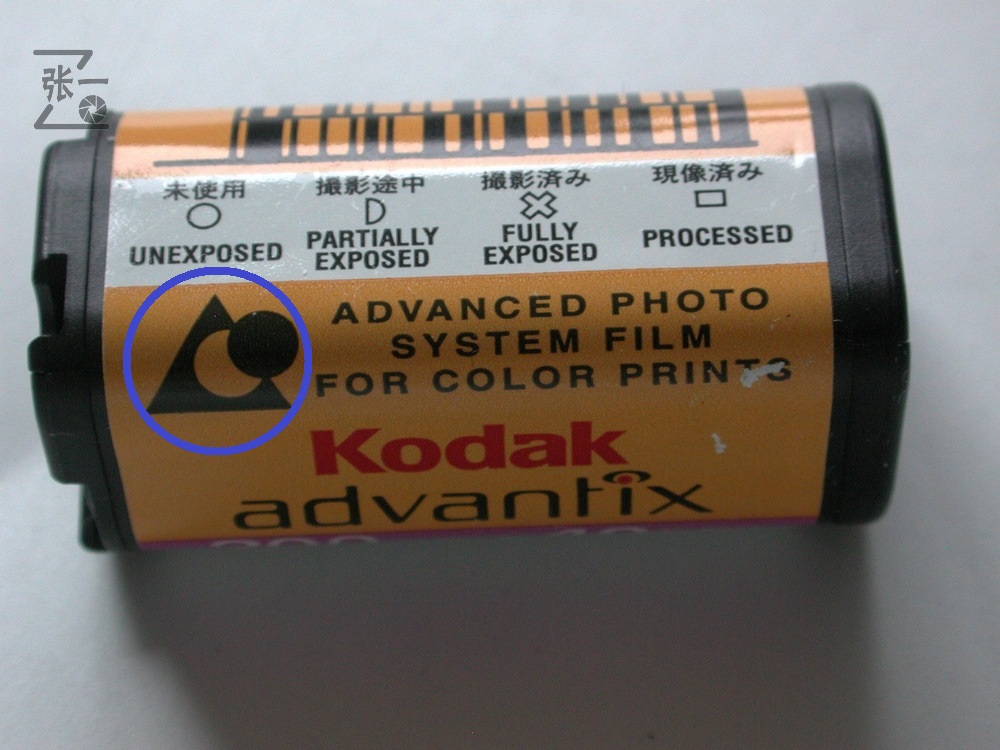 张一
未使用 撮影途中 撮影済み 現像済み
UNEXPOSED PARTIALLY EXPOSED FULLY EXPOSED PROCESSED
ADVANCED PHOTO
SYSTEM FILM
FOR COLOR PRINTS
Kodak
advantix